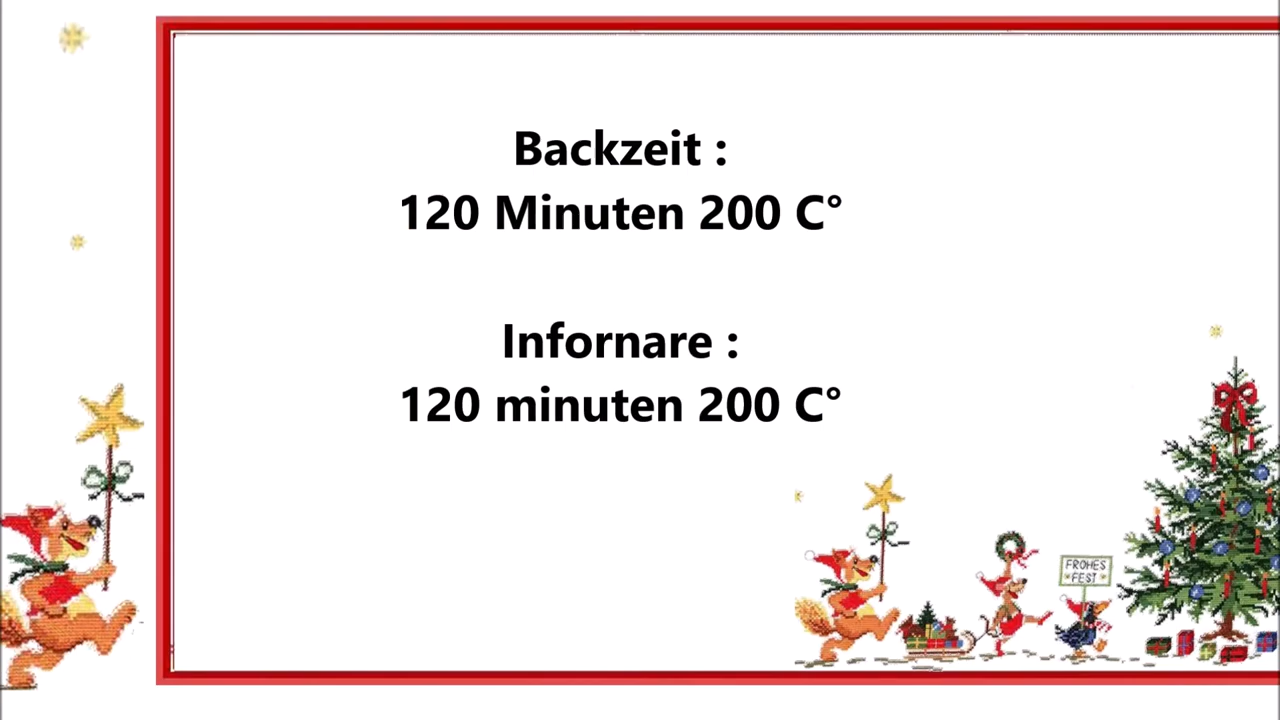 Backzeit :
120 Minuten 200 C°
Infornare :
120 minuten 200 C°
FROHES
FEST